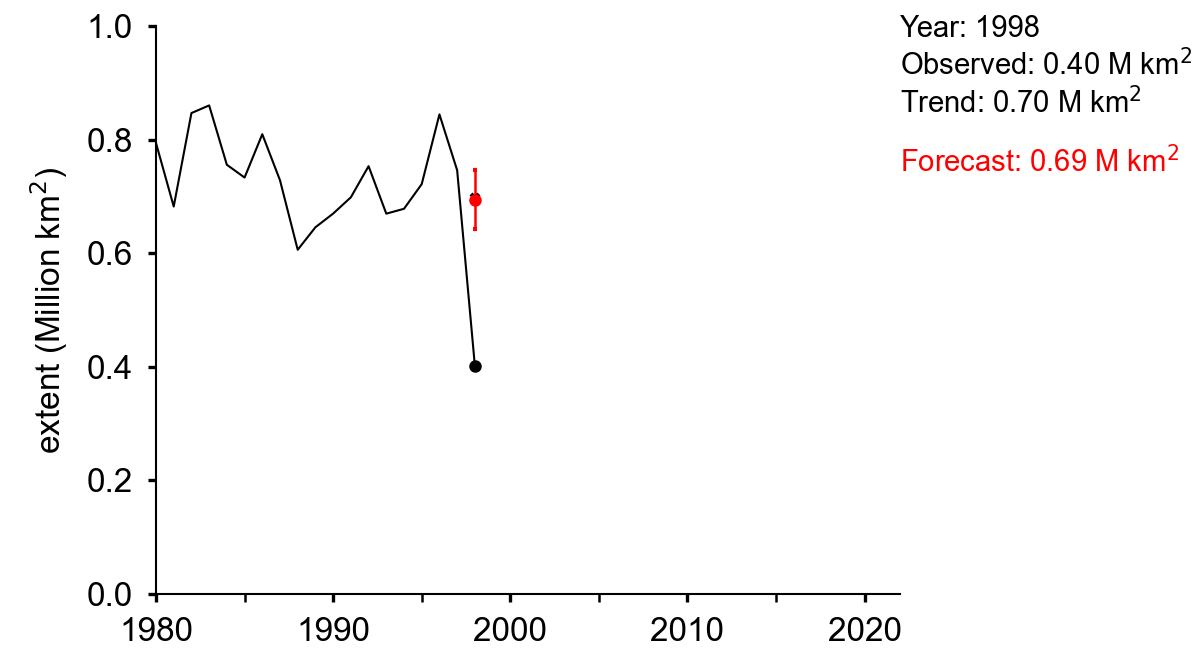 Year: 1998
Observed: 0.40 M km²
Trend: 0.70 M km²
Forecast: 0.69 M km²
extent (Million km²)
1.0
0.8
0.6
0.4
0.2
0.0
1980 1990 2000 2010 2020